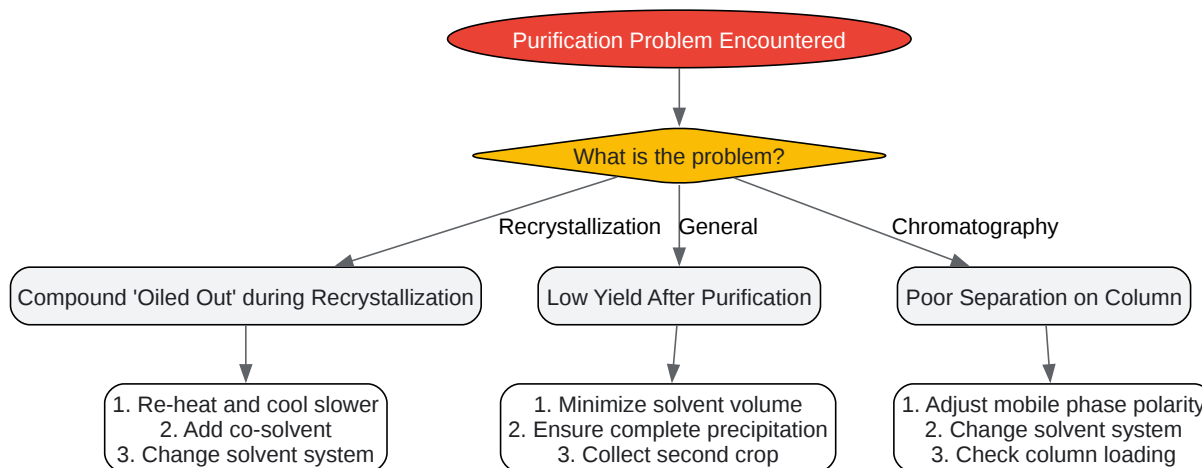 Purification Problem Encountered
What is the problem?
Recrystallization
General
Chromatography
Compound 'Oiled Out' during Recrystallization
Low Yield After Purification
Poor Separation on Column
1. Re-heat and cool slower
2. Add co-solvent
3. Change solvent system
1. Minimize solvent volume
2. Ensure complete precipitation
3. Collect second crop
1. Adjust mobile phase polarity
2. Change solvent system
3. Check column loading